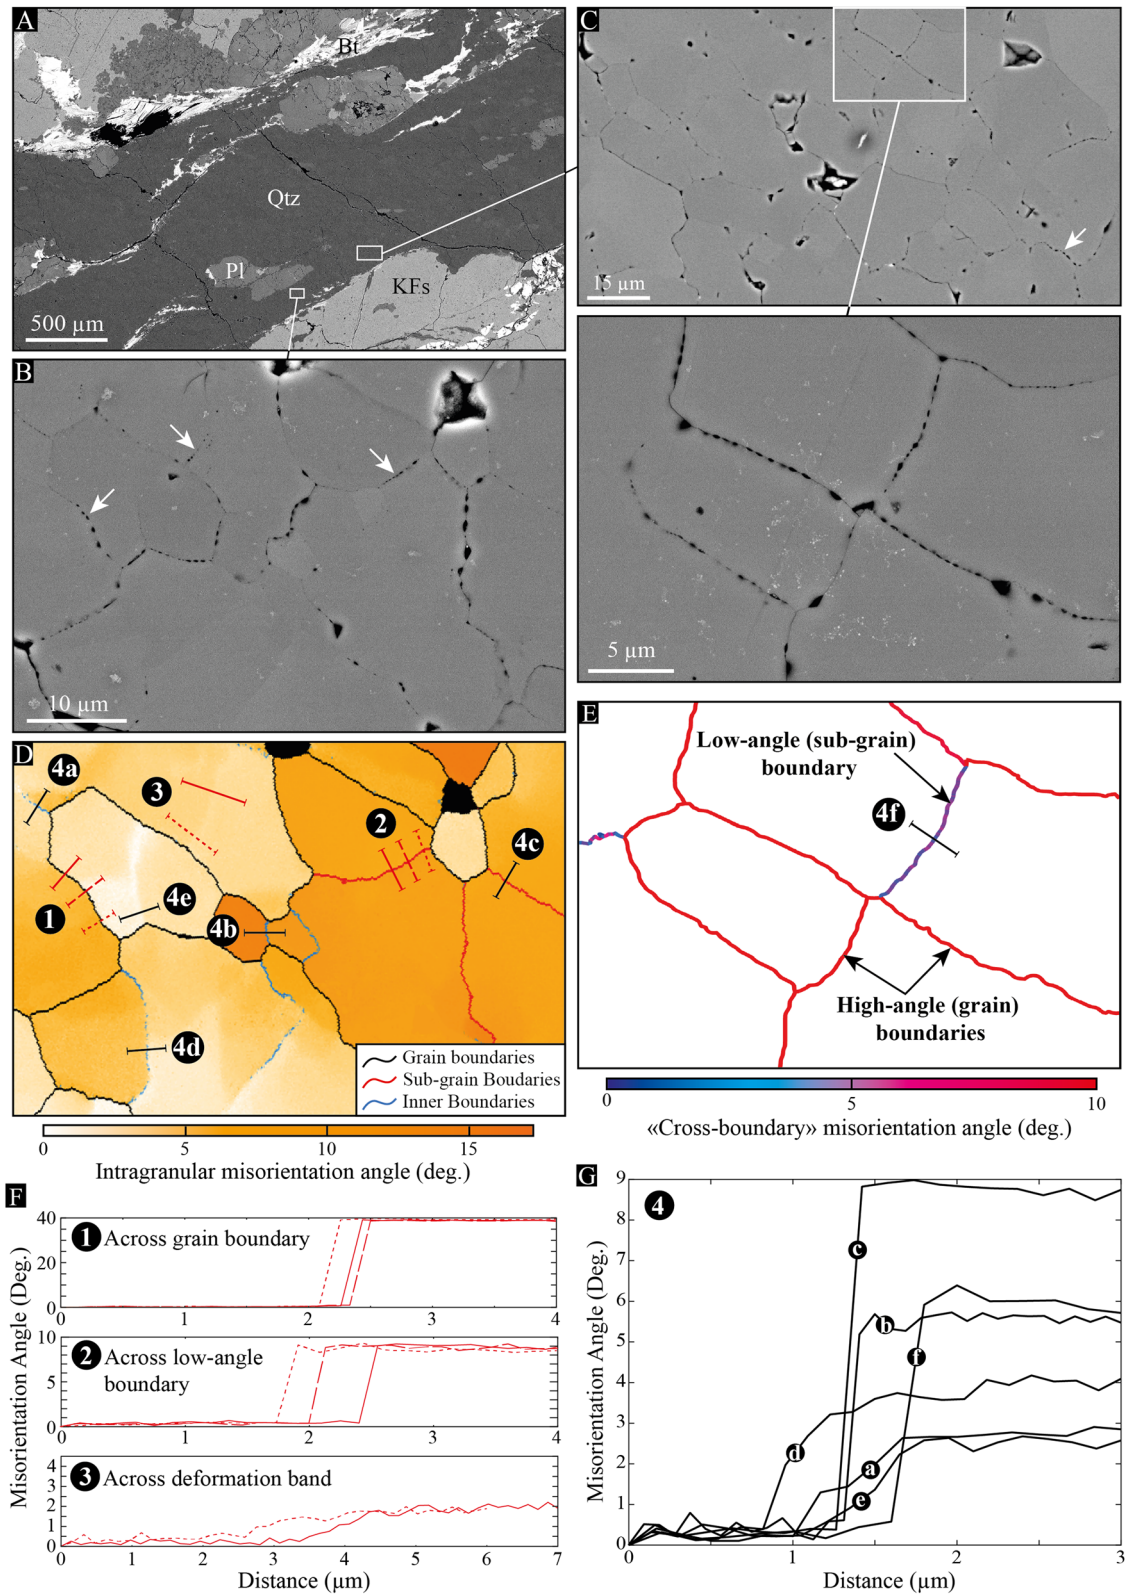 A
Bt
Qtz
Pl
KFs
500 µm
C
15 µm
B
10 µm
5 µm
D
4a
3
2
4c
1
4e
4b
4d
Grain boundaries
Sub-grain Boudaries
Inner Boundaries
0 5 10 15
Intragranular misorientation angle (deg.)
E
Low-angle (sub-grain)
boundary
4f
High-angle (grain)
boundaries
0 5 10
«Cross-boundary» misorientation angle (deg.)
F
Misorientation Angle (Deg.)
40
20
0
1 Across grain boundary
0 1 2 3 4
10
5
0
2 Across low-angle
boundary
0 1 2 3 4
4
3
2
1
0
3 Across deformation band
0 1 2 3 4 5 6 7
Distance (µm)
G
4
Misorientation Angle (Deg.)
9
8
7
6
5
4
3
2
1
0
c
b
f
d
a
e
0 1 2 3
Distance (µm)